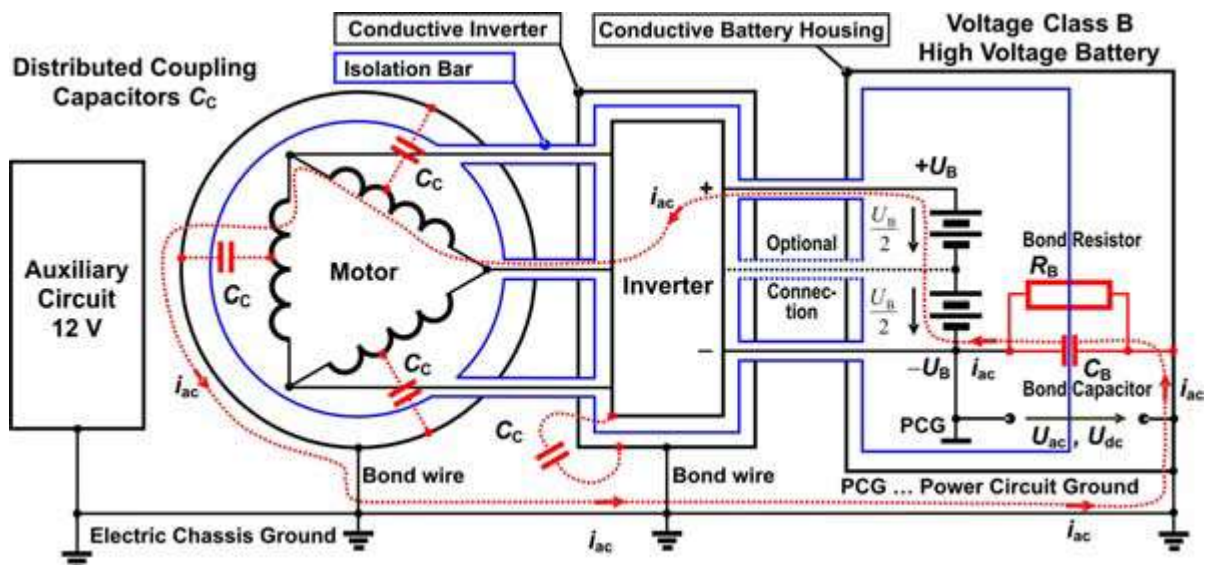 Conductive Inverter
Conductive Battery Housing
Voltage Class B
High Voltage Battery
Distributed Coupling
Capacitors CC
Isolation Bar
CC
+UB
+
iac
UB
2
Bond Resistor
RB
Optional
Auxiliary
Circuit
12 V
Motor
CC
Inverter
Connec-
tion
UB
2
−
−UB
iac
CB
iac
CC
iac
Bond Capacitor
CC
PCG
Uac , Udc
Bond wire
Bond wire
PCG ... Power Circuit Ground
Electric Chassis Ground
iac
iac